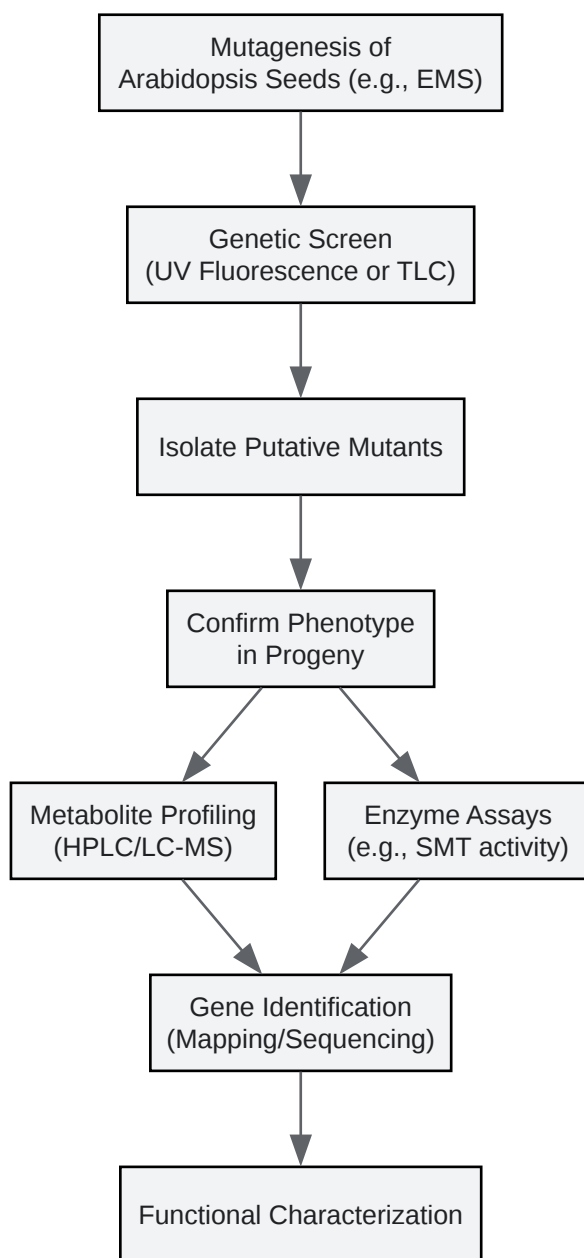 Mutagenesis of
Arabidopsis Seeds (e.g., EMS)
Genetic Screen
(UV Fluorescence or TLC)
Isolate Putative Mutants
Confirm Phenotype
in Progeny
Metabolite Profiling
(HPLC/LC-MS)
Enzyme Assays
(e.g., SMT activity)
Gene Identification
(Mapping/Sequencing)
Functional Characterization